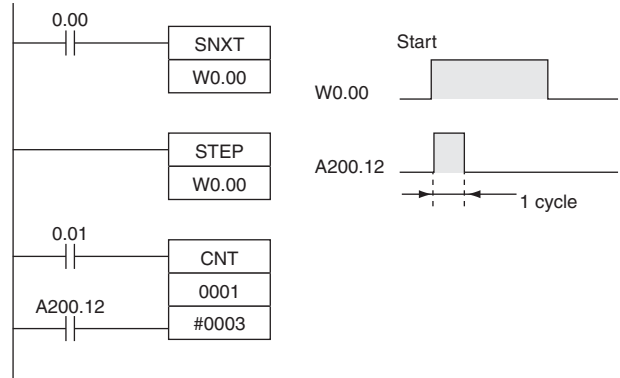 0.00
SNXT
W0.00
STEP
W0.00
0.01
CNT
0001
A200.12
#0003
Start
W0.00
A200.12
1 cycle